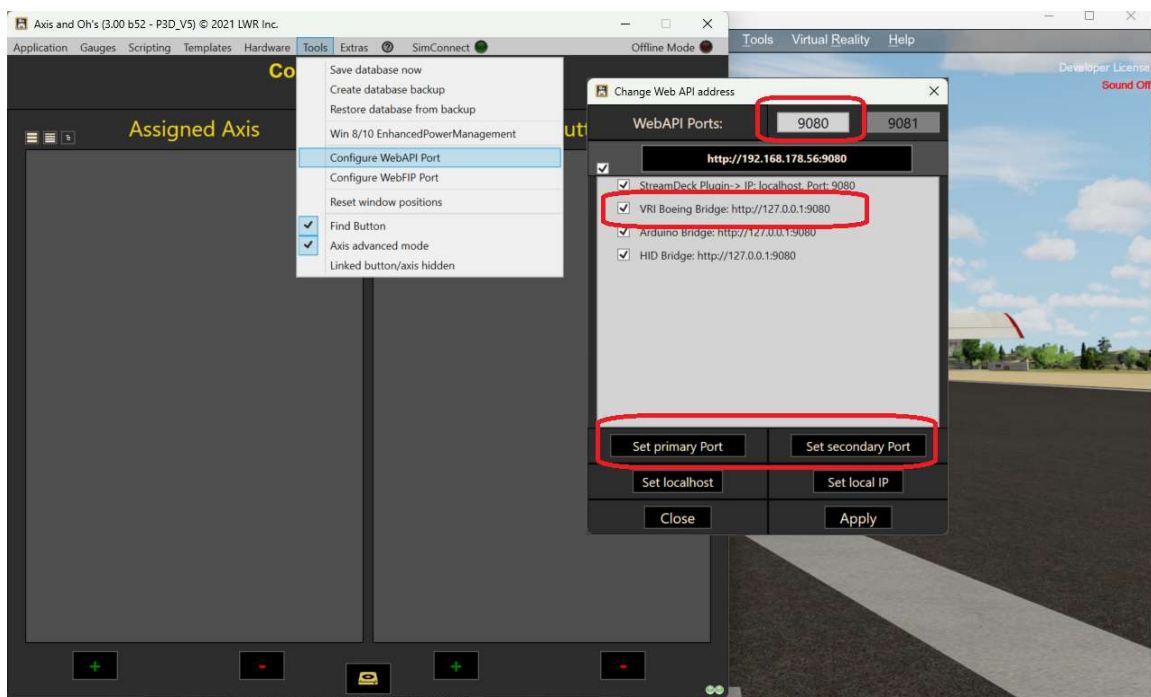 Axis and Oh's (3.00 b52 - P3D_V5) © 2021 LWR Inc.
Application Gauges Scripting Templates Hardware Tools Extras ? SimConnect Offline Mode
Co
Assigned Axis
utt
Save database now
Create database backup
Restore database from backup
Win 8/10 EnhancedPowerManagement
Configure WebAPI Port
Configure WebFIP Port
Reset window positions
Find Button
Axis advanced mode
Linked button/axis hidden
+ - + -
Tools Virtual Reality Help
Developer License
Sound Off
Change Web API address
WebAPI Ports: 9080 9081
http://192.168.178.56:9080
StreamDeck Plugin-> IP: localhost, Port: 9080
VRI Boeing Bridge: http://127.0.0.1:9080
Arduino Bridge: http://127.0.0.1:9080
HID Bridge: http://127.0.0.1:9080
Set primary Port Set secondary Port
Set localhost Set local IP
Close Apply